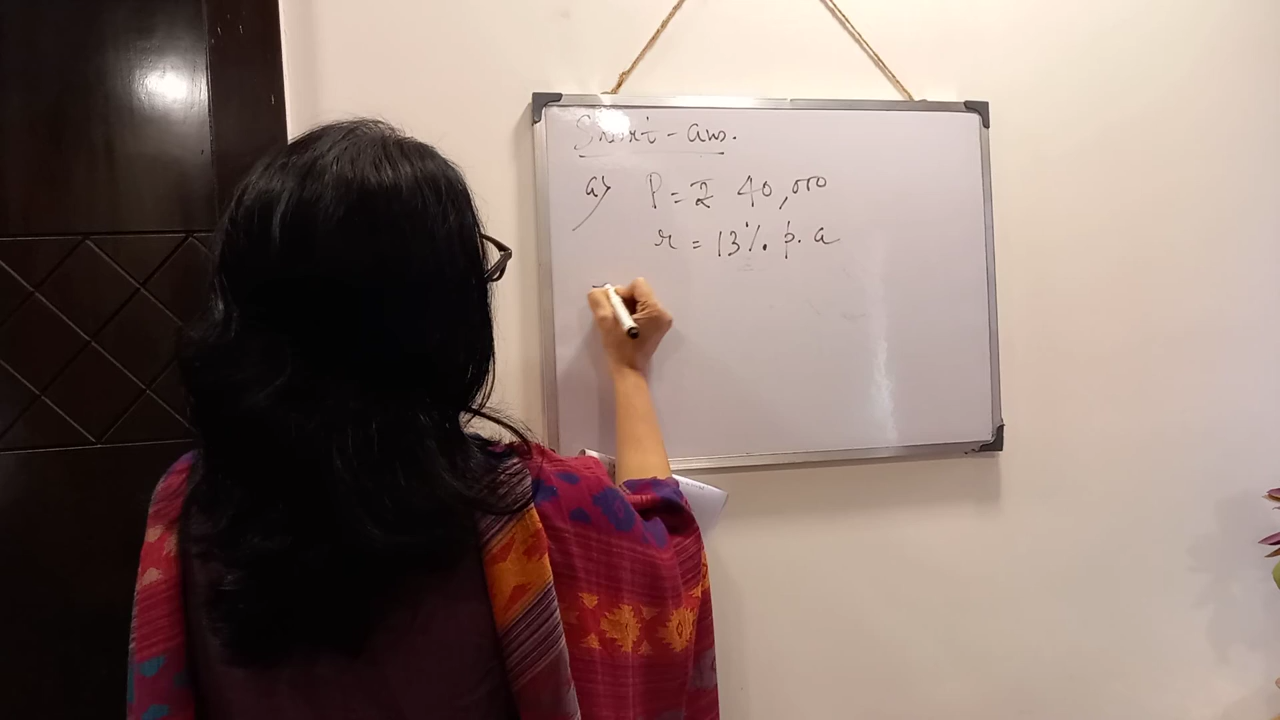 Short - ans.
a) P = ₹ 40,000
r = 13% p.a